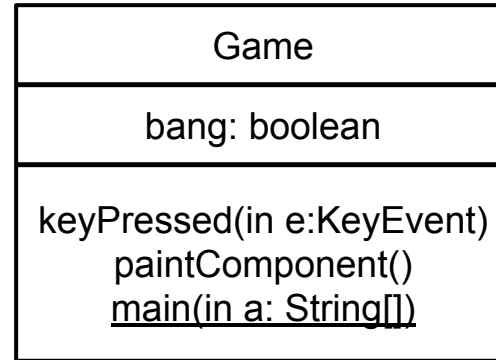 Game
bang: boolean
keyPressed(in e:KeyEvent)
paintComponent()
main(in a: String[])